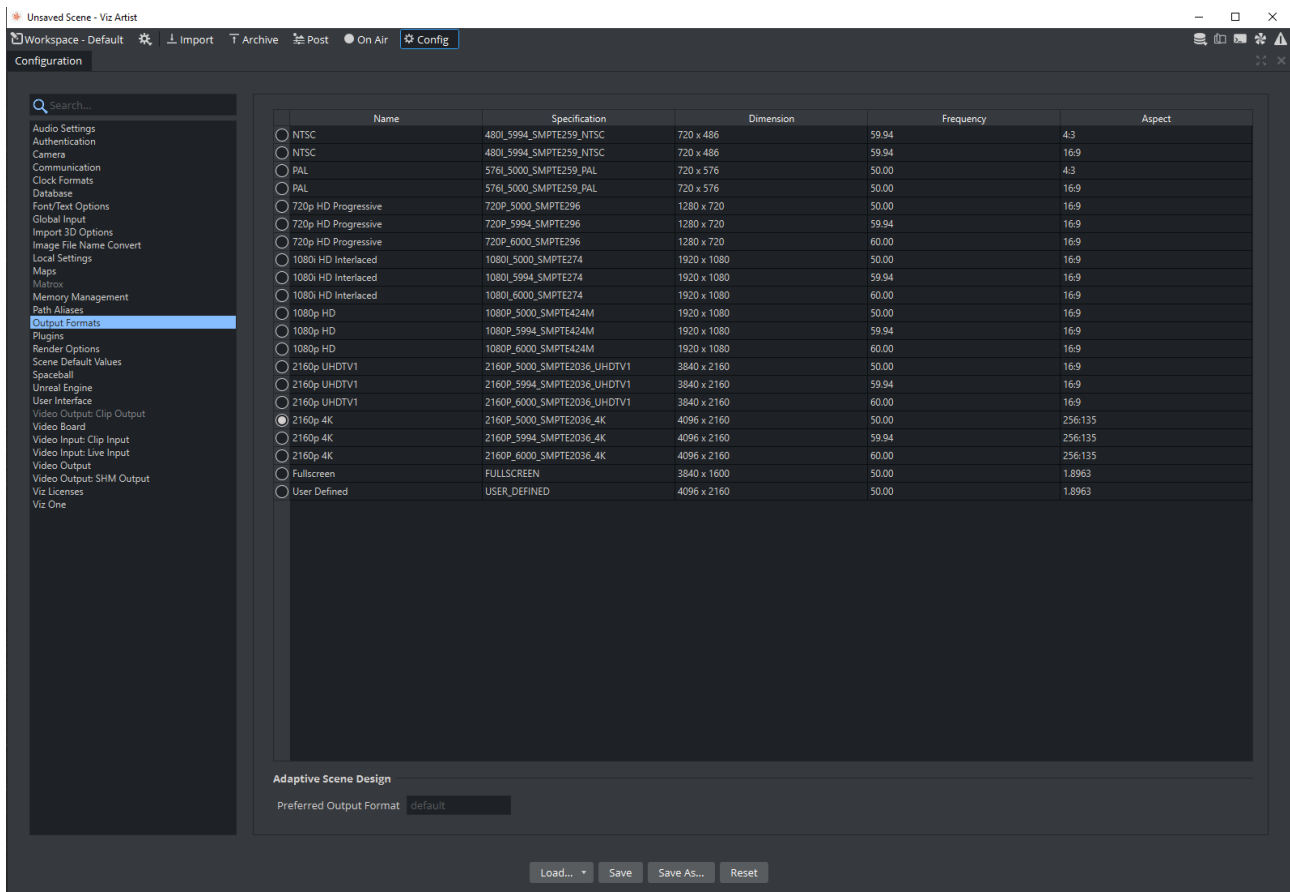 Unsaved Scene - Viz Artist
Workspace - Default Import Archive Post On Air Config
Configuration
Search...
Audio Settings
Authentication
Camera
Communication
Clock Formats
Database
Font/Text Options
Global Input
Import 3D Options
Image File Name Convert
Local Settings
Maps
Matrox
Memory Management
Path Aliases
Output Formats
Plugins
Render Options
Scene Default Values
Spaceball
Unreal Engine
User Interface
Video Output: Clip Output
Video Board
Video Input: Clip Input
Video Input: Live Input
Video Output
Video Output: SHM Output
Viz Licenses
Viz One
Name Specification Dimension Frequency Aspect
NTSC 480I_5994_SMPTE259_NTSC 720 x 486 59.94 4:3
NTSC 480I_5994_SMPTE259_NTSC 720 x 486 59.94 16:9
PAL 576I_5000_SMPTE259_PAL 720 x 576 50.00 4:3
PAL 576I_5000_SMPTE259_PAL 720 x 576 50.00 16:9
720p HD Progressive 720P_5000_SMPTE296 1280 x 720 50.00 16:9
720p HD Progressive 720P_5994_SMPTE296 1280 x 720 59.94 16:9
720p HD Progressive 720P_6000_SMPTE296 1280 x 720 60.00 16:9
1080i HD Interlaced 1080I_5000_SMPTE274 1920 x 1080 50.00 16:9
1080i HD Interlaced 1080I_5994_SMPTE274 1920 x 1080 59.94 16:9
1080i HD Interlaced 1080I_6000_SMPTE274 1920 x 1080 60.00 16:9
1080p HD 1080P_5000_SMPTE424M 1920 x 1080 50.00 16:9
1080p HD 1080P_5994_SMPTE424M 1920 x 1080 59.94 16:9
1080p HD 1080P_6000_SMPTE424M 1920 x 1080 60.00 16:9
2160p UHDTV1 2160P_5000_SMPTE2036_UHDTV1 3840 x 2160 50.00 16:9
2160p UHDTV1 2160P_5994_SMPTE2036_UHDTV1 3840 x 2160 59.94 16:9
2160p UHDTV1 2160P_6000_SMPTE2036_UHDTV1 3840 x 2160 60.00 16:9
2160p 4K 2160P_5000_SMPTE2036_4K 4096 x 2160 50.00 256:135
2160p 4K 2160P_5994_SMPTE2036_4K 4096 x 2160 59.94 256:135
2160p 4K 2160P_6000_SMPTE2036_4K 4096 x 2160 60.00 256:135
Fullscreen FULLSCREEN 3840 x 1600 50.00 1.8963
User Defined USER_DEFINED 4096 x 2160 50.00 1.8963
Adaptive Scene Design
Preferred Output Format default
Load... Save Save As... Reset